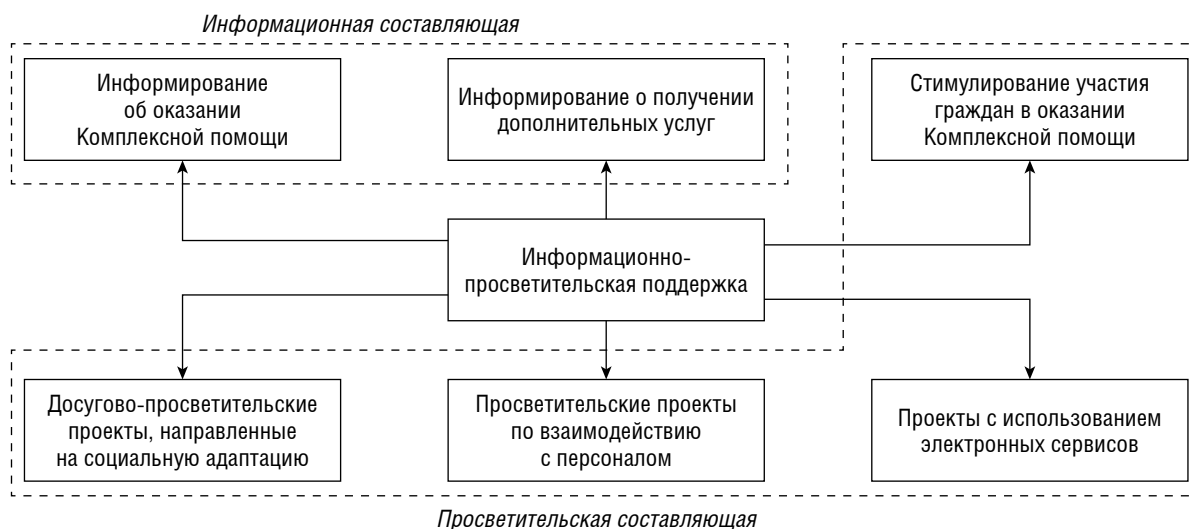 Информационная составляющая
Информирование
об оказании
Комплексной помощи
Информирование о получении
дополнительных услуг
Стимулирование участия
граждан в оказании
Комплексной помощи
Информационно-
просветительская поддержка
Досугово-просветительские
проекты, направленные
на социальную адаптацию
Просветительские проекты
по взаимодействию
с персоналом
Проекты с использованием
электронных сервисов
Просветительская составляющая